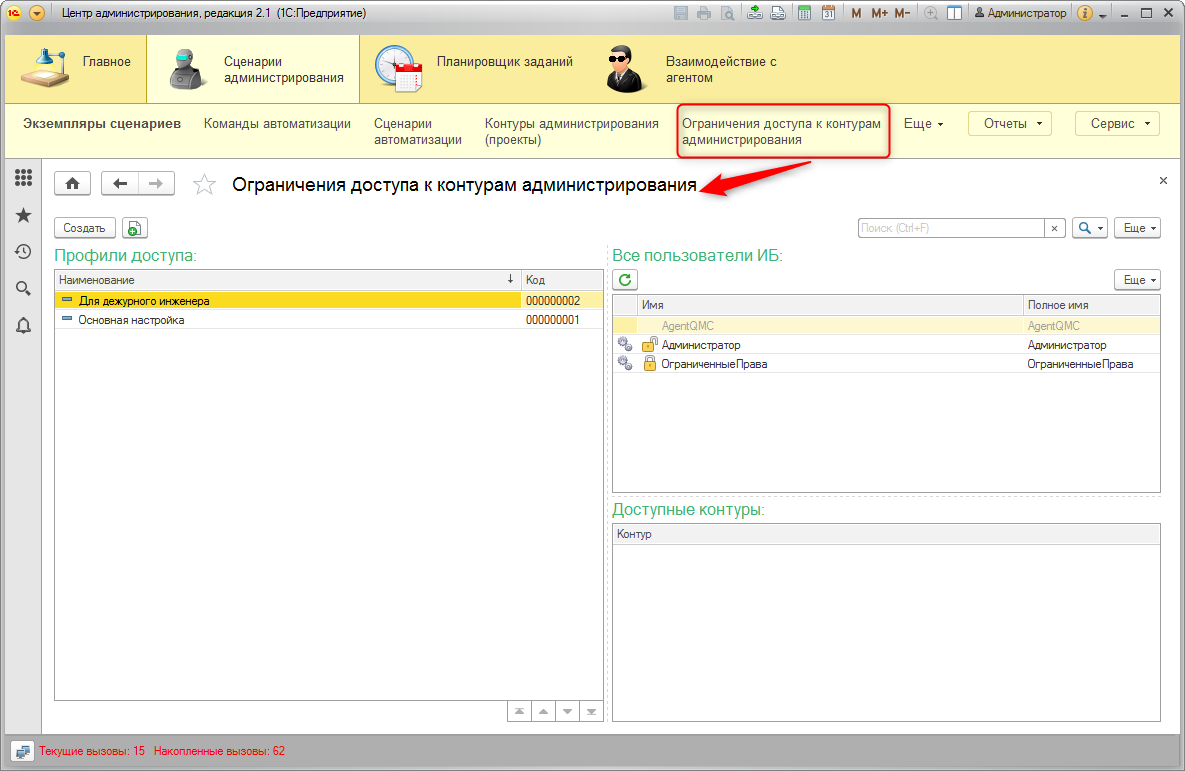 Центр администрирования, редакция 2.1 (1С:Предприятие)
M M+ M- Администратор
31
Главное
Сценарии
администрирования
Планировщик заданий
Взаимодействие с
агентом
Экземпляры сценариев
Команды автоматизации
Сценарии
автоматизации
Контуры администрирования
(проекты)
Ограничения доступа к контурам
администрирования
Еще
Отчеты
Сервис
Ограничения доступа к контурам администрирования
Создать
Поиск (Ctrl+F)
Еще
Профили доступа:
Наименование Код
Для дежурного инженера 000000002
Основная настройка 000000001
Все пользователи ИБ:
Еще
Имя Полное имя
AgentQMC AgentQMC
Администратор Администратор
ОграниченныеПрава ОграниченныеПрава
Доступные контуры:
Контур
Текущие вызовы: 15 Накопленные вызовы: 62